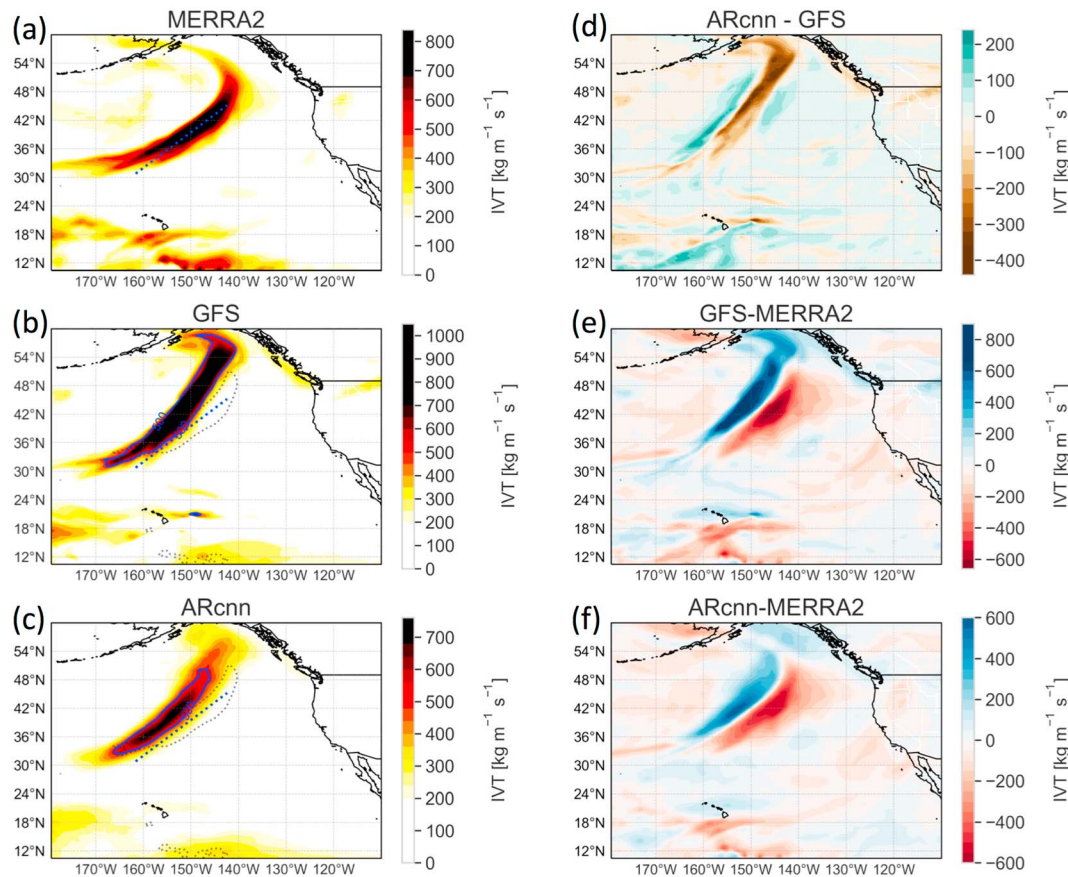 (a)
MERRA2
54°N
48°N
42°N
36°N
30°N
24°N
18°N
12°N
170°W 160°W 150°W 140°W 130°W 120°W
800
700
600
500
400
300
200
100
0
IVT [kg m⁻¹ s⁻¹]
(d)
ARcnn - GFS
54°N
48°N
42°N
36°N
30°N
24°N
18°N
12°N
170°W 160°W 150°W 140°W 130°W 120°W
200
100
0
−100
−200
−300
−400
IVT [kg m⁻¹ s⁻¹]
(b)
GFS
54°N
48°N
42°N
36°N
30°N
24°N
18°N
12°N
170°W 160°W 150°W 140°W 130°W 120°W
1000
900
800
700
600
500
400
300
200
100
0
IVT [kg m⁻¹ s⁻¹]
(e)
GFS-MERRA2
54°N
48°N
42°N
36°N
30°N
24°N
18°N
12°N
170°W 160°W 150°W 140°W 130°W 120°W
800
600
400
200
0
−200
−400
−600
IVT [kg m⁻¹ s⁻¹]
(c)
ARcnn
54°N
48°N
42°N
36°N
30°N
24°N
18°N
12°N
170°W 160°W 150°W 140°W 130°W 120°W
700
600
500
400
300
200
100
0
IVT [kg m⁻¹ s⁻¹]
(f)
ARcnn-MERRA2
54°N
48°N
42°N
36°N
30°N
24°N
18°N
12°N
170°W 160°W 150°W 140°W 130°W 120°W
600
400
200
0
−200
−400
−600
IVT [kg m⁻¹ s⁻¹]